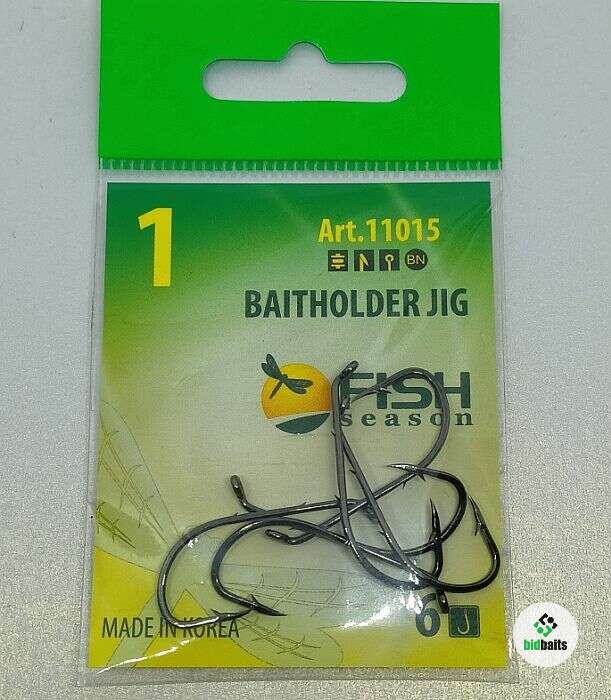 1
Art.11015
BN
BAITHOLDER JIG
FISH
season
MADE IN KOREA
6
bidbaits